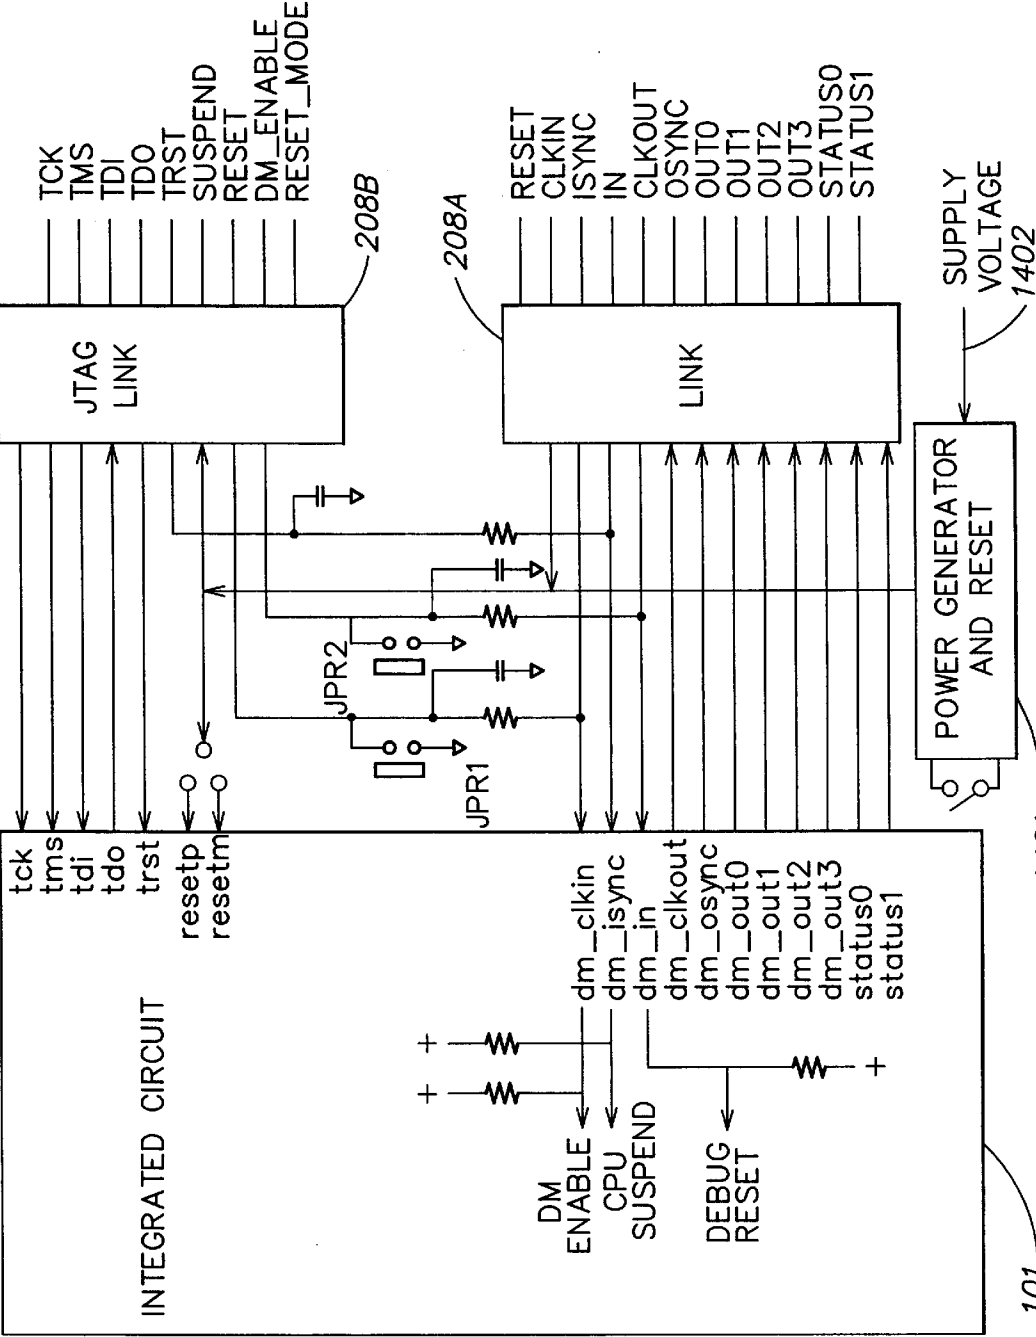 TCK
TMS
TDI
TDO
TRST
SUSPEND
RESET
DM_ENABLE
RESET_MODE
208B
JTAG
LINK
RESET
CLKIN
ISYNC
IN
CLKOUT
OSYNC
OUT0
OUT1
OUT2
OUT3
STATUS0
STATUS1
208A
LINK
SUPPLY
VOLTAGE
1402
POWER GENERATOR
AND RESET
JPR2
JPR1
tck
tms
tdi
tdo
trst
resetp
resetm
dm_clkin
dm_isync
dm_in
dm_clkout
dm_osync
dm_out0
dm_out1
dm_out2
dm_out3
status0
status1
INTEGRATED CIRCUIT
+
+
+
DM
ENABLE
CPU
SUSPEND
DEBUG
RESET
101